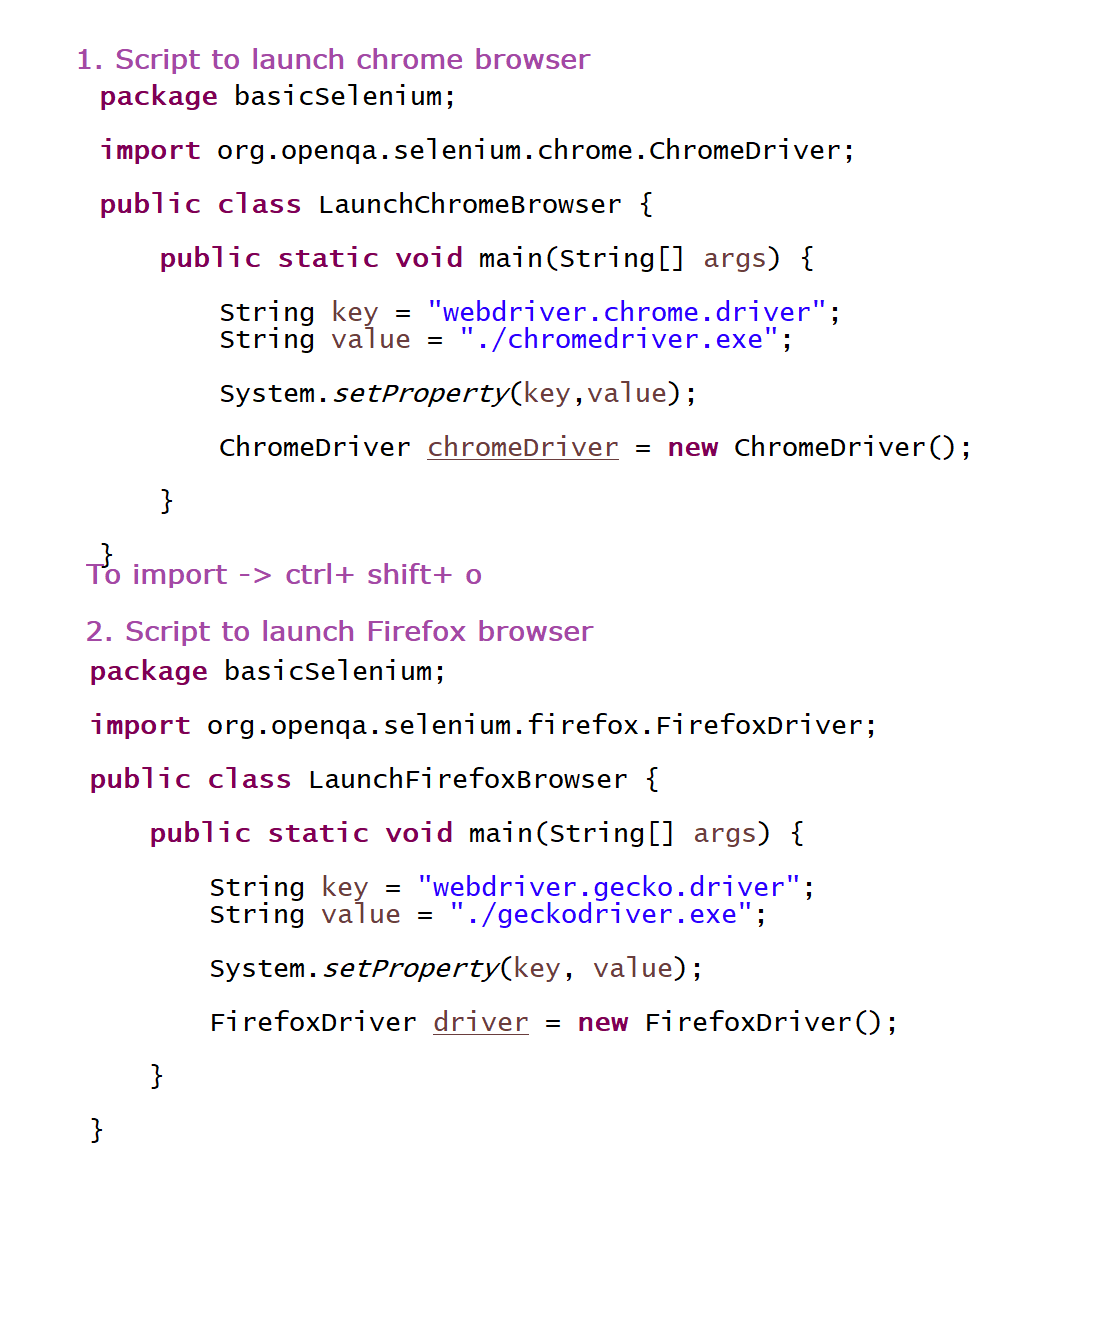 1. Script to launch chrome browser
package basicSelenium;
import org.openqa.selenium.chrome.ChromeDriver;
public class LaunchChromeBrowser {
public static void main(String[] args) {
String key = "webdriver.chrome.driver";
String value = "./chromedriver.exe";
System.setProperty(key,value);
ChromeDriver chromeDriver = new ChromeDriver();
}
}
To import -> ctrl+ shift+ o
2. Script to launch Firefox browser
package basicSelenium;
import org.openqa.selenium.firefox.FirefoxDriver;
public class LaunchFirefoxBrowser {
public static void main(String[] args) {
String key = "webdriver.gecko.driver";
String value = "./geckodriver.exe";
System.setProperty(key, value);
FirefoxDriver driver = new FirefoxDriver();
}
}